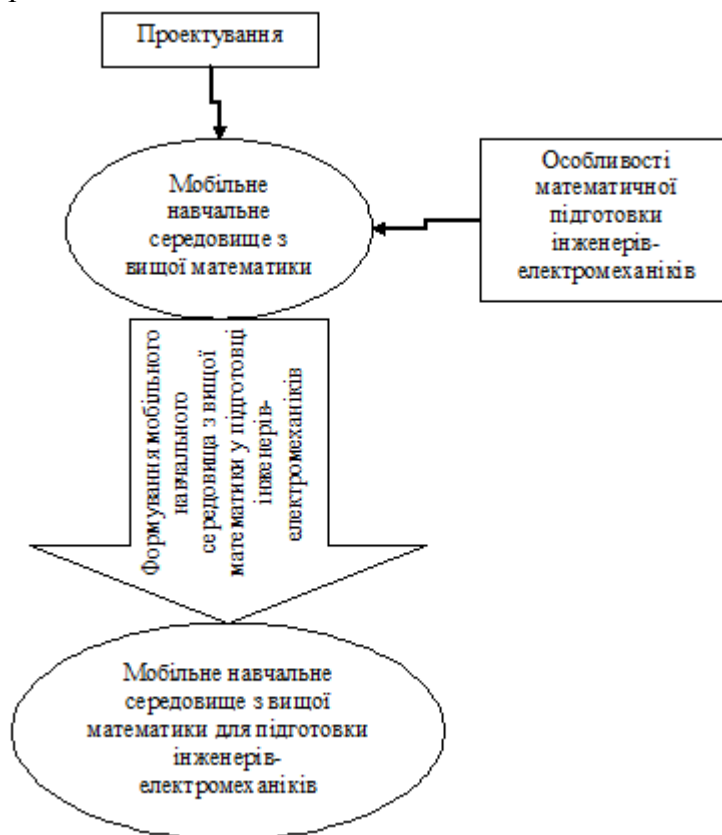 Проектування
Мобільне
навчальне
середовище з
вищої математики
Особливості
математичної
підготовки
інженерів-
електромеханіків
Формування мобільного
навчального
середовища з вищої
математики у підготовці
інженерів-
електромеханіків
Мобільне навчальне
середовище з вищої
математики для підготовки
інженерів-
електромеханіків